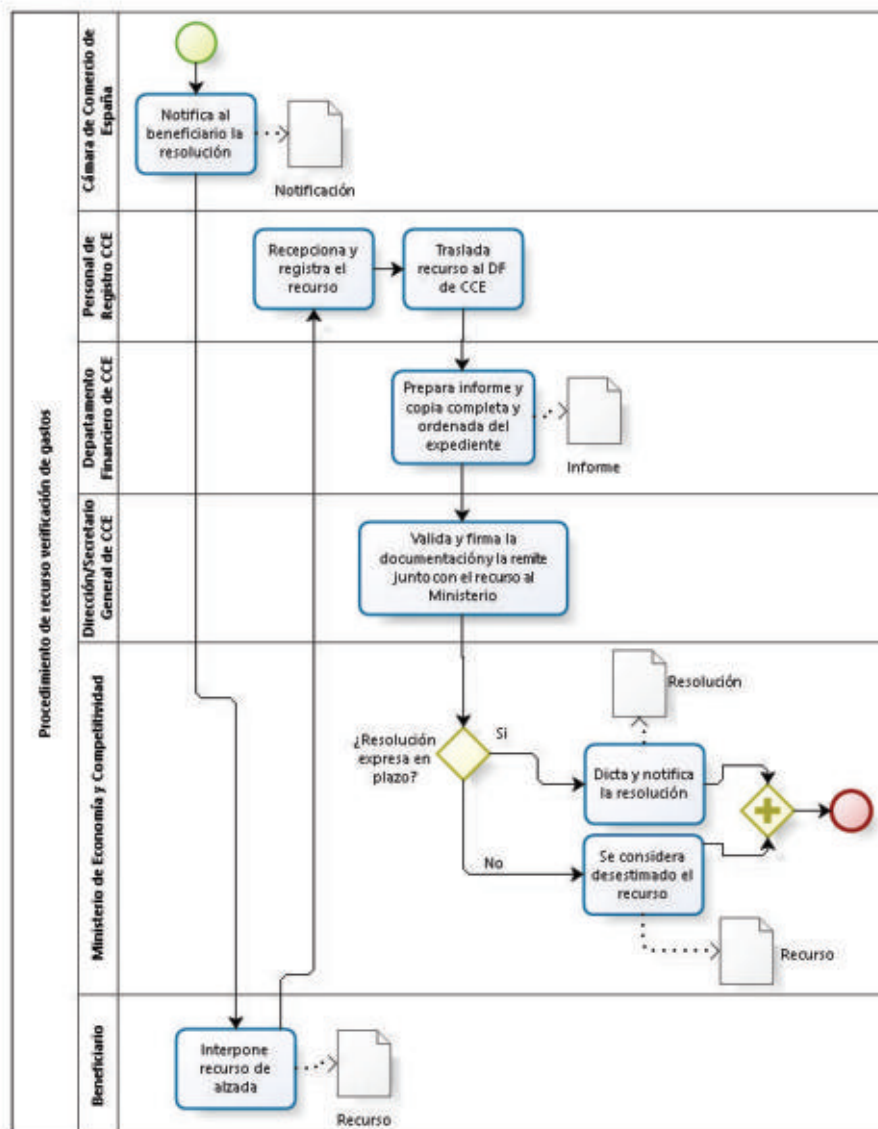 Procedimiento de recurso verificación de gastos
Cámara de Comercio de
España
Notifica al
beneficiario la
resolución
Notificación
Personal de
Registro CCE
Recepciona y
registra el
recurso
Traslada
recurso al DF
de CCE
Departamento
Financiero de CCE
Prepara informe y
copia completa y
ordenada del
expediente
Informe
Dirección/Secretario
General de CCE
Valida y firma la
documentacióny la remite
junto con el recurso al
Ministerio
Ministerio de Economía y Competitividad
¿Resolución
expresa en
plazo?
Si
Resolución
Dicta y notifica
la resolución
No
Se considera
desestimado el
recurso
Recurso
Beneficiario
Interpone
recurso de
alzada
Recurso